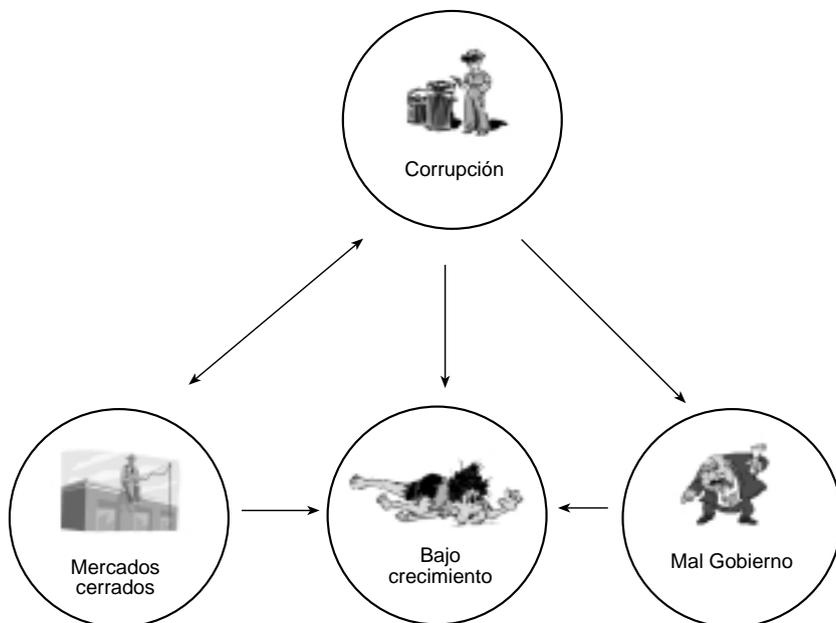 Corrupción
Mercados
cerrados
Bajo
crecimiento
Mal Gobierno